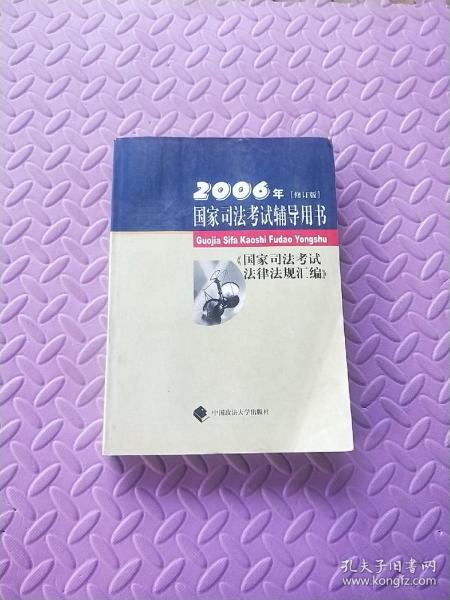 2006年 [修订版]
国家司法考试辅导用书
Guojia Sifa Kaoshi Fudao Yongshu
《国家司法考试
法律法规汇编》
中国政法大学出版社
孔夫子旧书网
www.kongfz.com